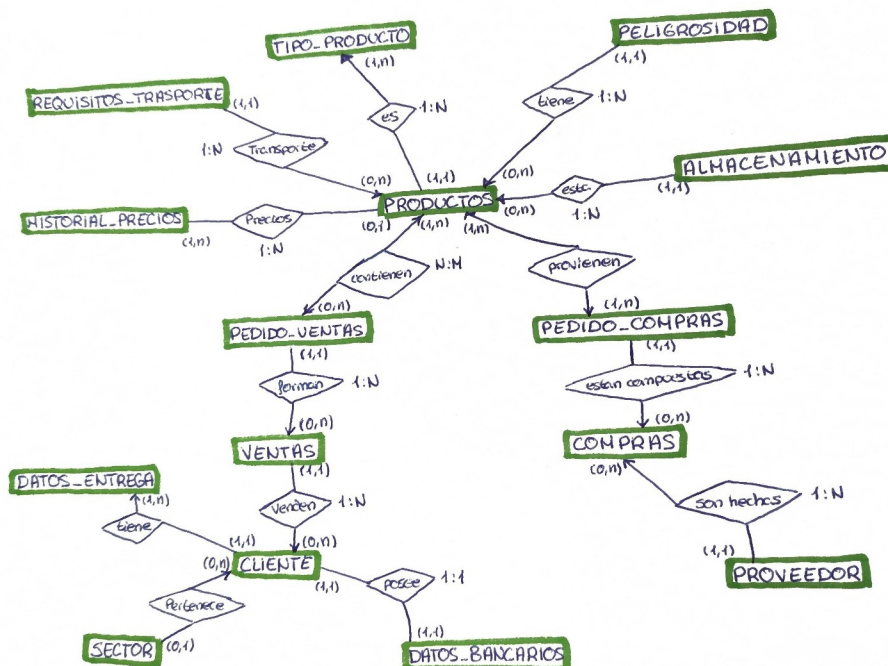 TIPO_PRODUCTO
(1,n)
es
1:N
(1,1)
PELIGROSIDAD
(1,1)
tiene
1:N
(0,n)
REQUISITOS_TRASPORTE
(1,1)
1:N
Transporte
(0,n)
ALMACENAMIENTO
(1,1)
esta
1:N
(0,n)
PRODUCTOS
HISTORIAL_PRECIOS
(1,n)
Precios
1:N
(0,1)
(1,n)
contienen
N:M
(0,n)
(1,n)
provienen
(1,n)
PEDIDO_VENTAS
(1,1)
forman
1:N
(0,n)
PEDIDO_COMPRAS
(1,1)
estan compuestas
1:N
(0,n)
VENTAS
(1,1)
Venden
1:N
(0,n)
COMPRAS
(0,n)
son hechas
1:N
(1,1)
PROVEEDOR
DATOS_ENTREGA
(1,n)
tiene
(1,1)
CLIENTE
(0,n)
Pertenece
(0,1)
SECTOR
(1,1)
posee
1:1
(1,1)
DATOS_BANCARIOS